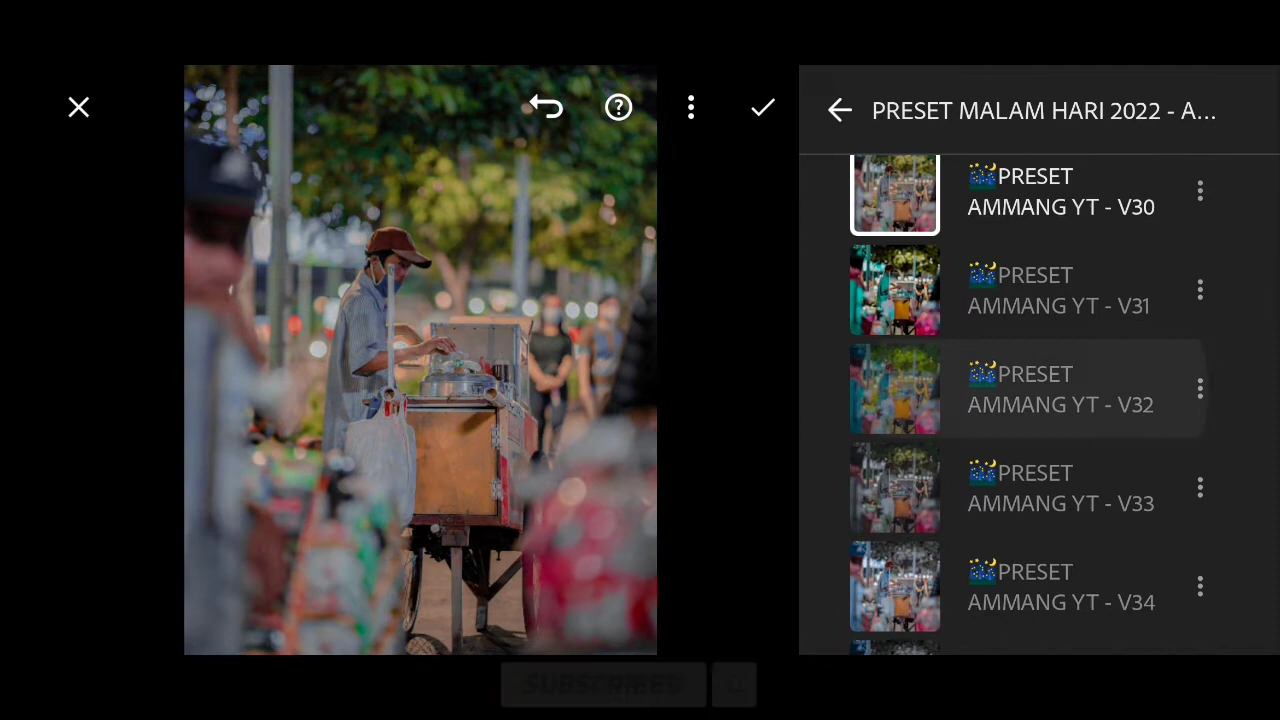 PRESET MALAM HARI 2022 - A...
🌃PRESET
AMMANG YT - V30
🌃PRESET
AMMANG YT - V31
🌃PRESET
AMMANG YT - V32
🌃PRESET
AMMANG YT - V33
🌃PRESET
AMMANG YT - V34